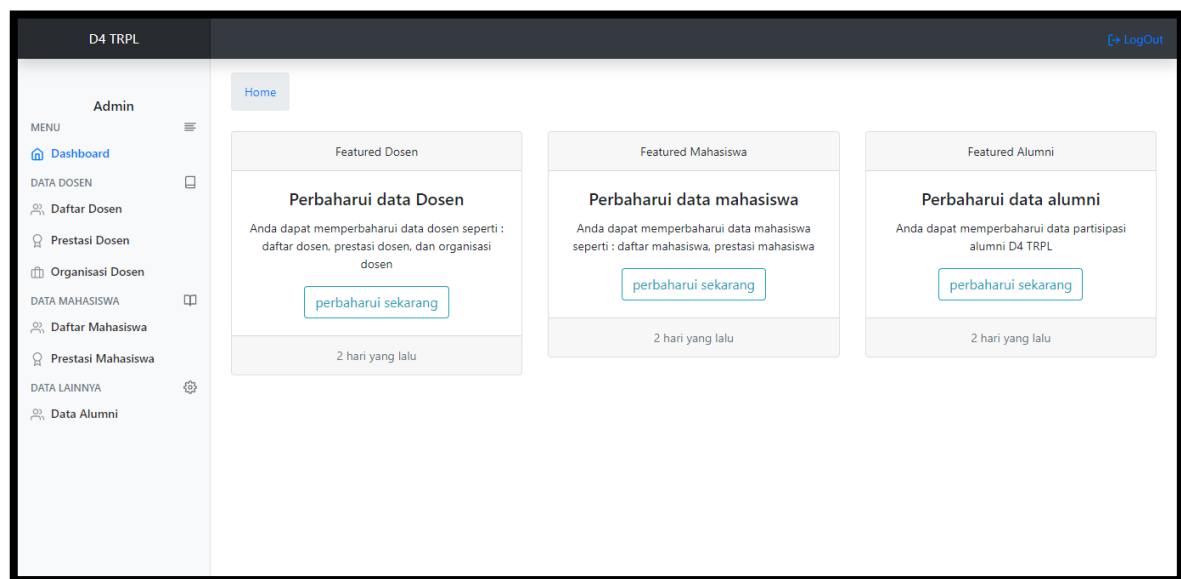 D4 TRPL
LogOut
Admin
MENU
Dashboard
DATA DOSEN
Daftar Dosen
Prestasi Dosen
Organisasi Dosen
DATA MAHASISWA
Daftar Mahasiswa
Prestasi Mahasiswa
DATA LAINNYA
Data Alumni
Home
Featured Dosen
Perbaharui data Dosen
Anda dapat memperbaharui data dosen seperti :
daftar dosen, prestasi dosen, dan organisasi
dosen
perbaharui sekarang
2 hari yang lalu
Featured Mahasiswa
Perbaharui data mahasiswa
Anda dapat memperbaharui data mahasiswa
seperti : daftar mahasiswa, prestasi mahasiswa
perbaharui sekarang
2 hari yang lalu
Featured Alumni
Perbaharui data alumni
Anda dapat memperbaharui data partisipasi
alumni D4 TRPL
perbaharui sekarang
2 hari yang lalu